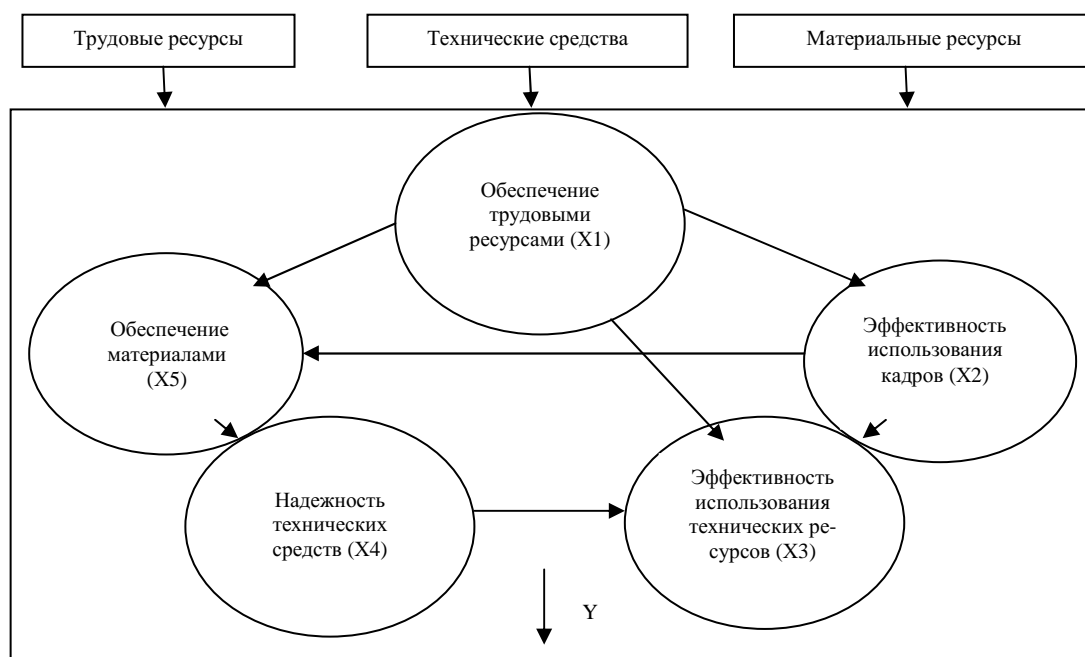 Трудовые ресурсы
Технические средства
Материальные ресурсы
Обеспечение
трудовыми
ресурсами (X1)
Обеспечение
материалами
(X5)
Эффективность
использования
кадров (X2)
Надежность
технических
средств (X4)
Эффективность
использования
технических ре-
сурсов (X3)
Y